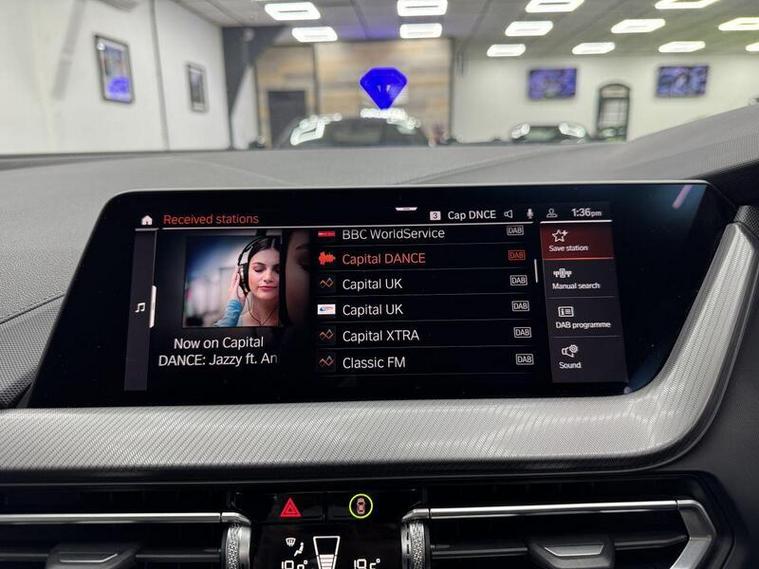 Received stations
3 Cap DNCE 1:36pm
BBC WorldService DAB
Capital DANCE DAB
Capital UK DAB
Capital UK DAB
Capital XTRA DAB
Classic FM DAB
Now on Capital
DANCE: Jazzy ft. An
Save station
Manual search
DAB programme
Sound